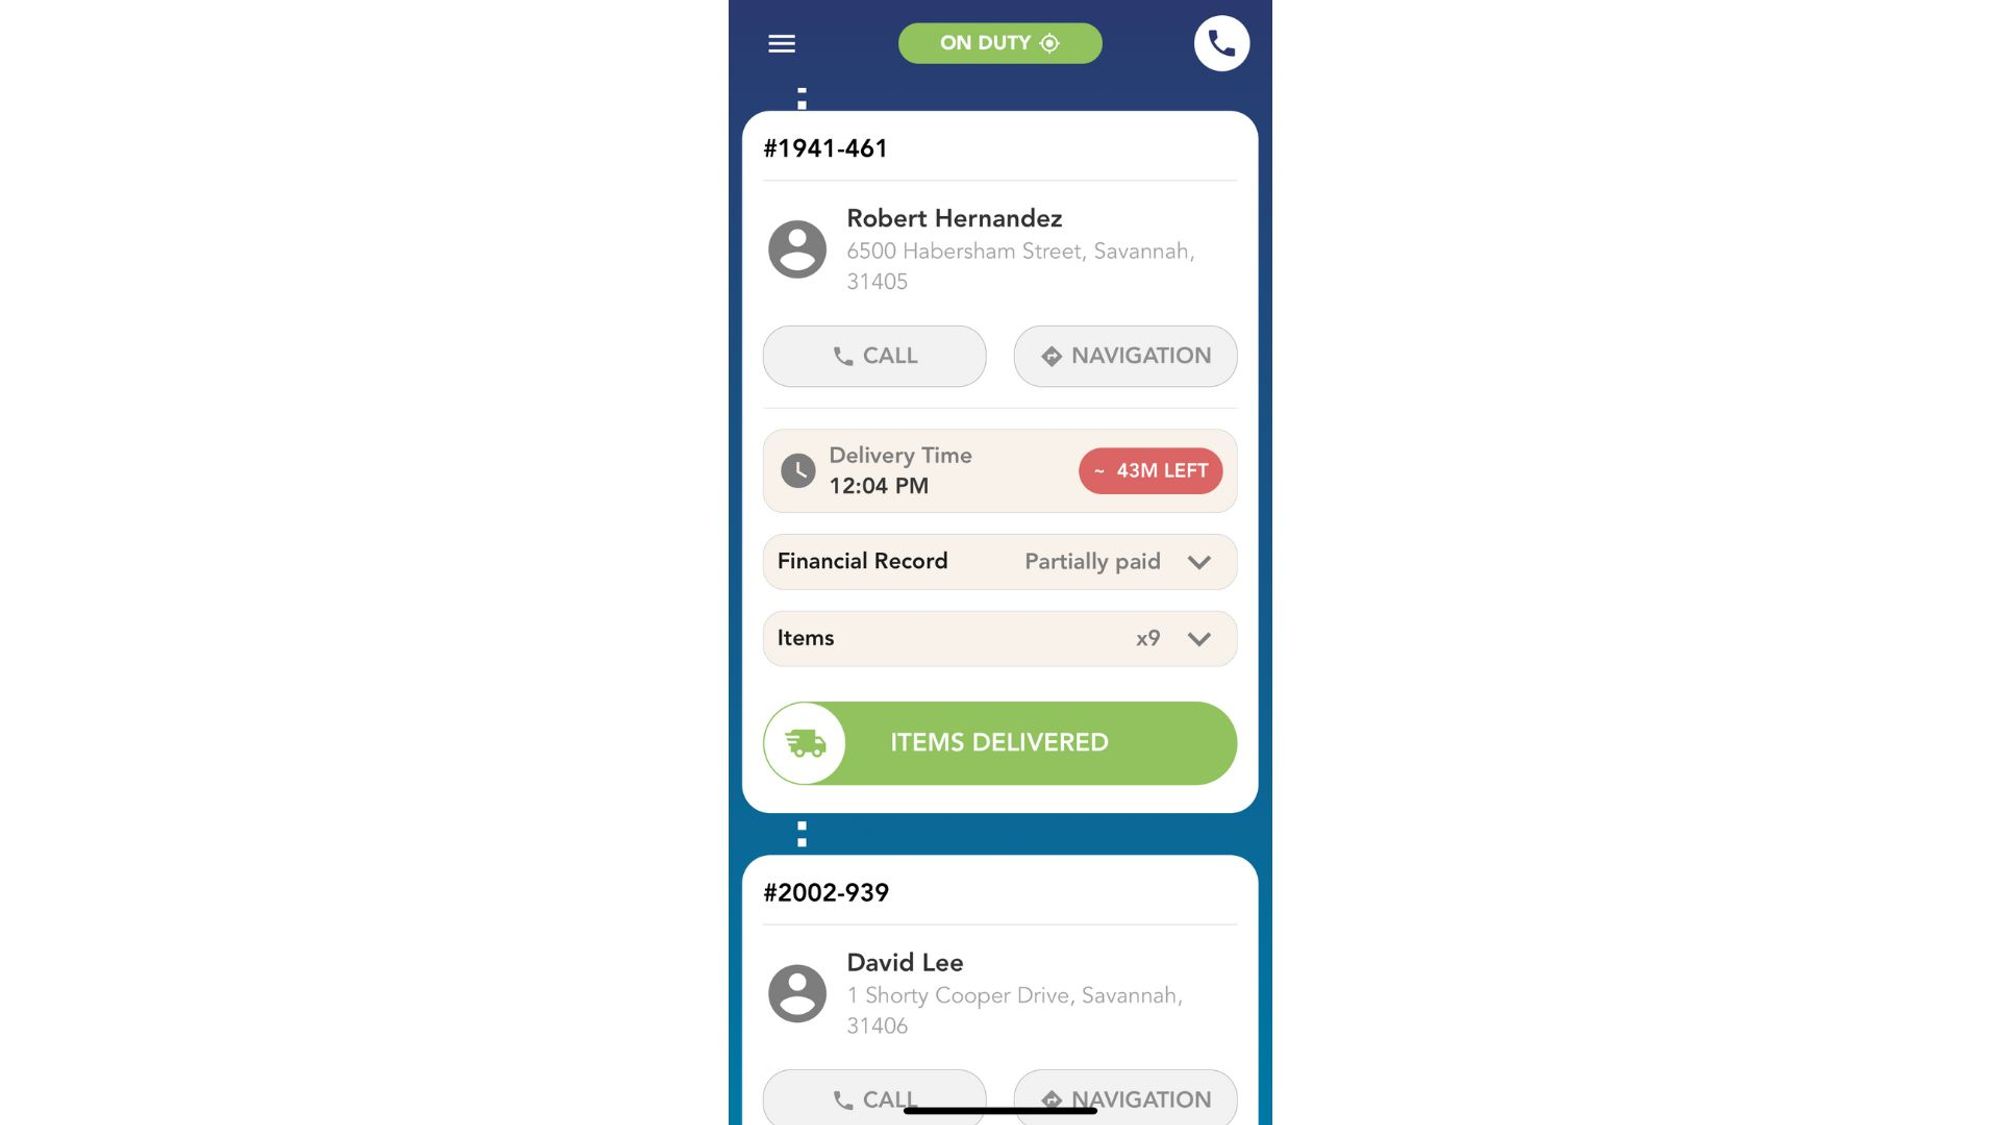 ON DUTY
#1941-461
Robert Hernandez
6500 Habersham Street, Savannah,
31405
CALL
NAVIGATION
Delivery Time
12:04 PM
~ 43M LEFT
Financial Record
Partially paid
Items
x9
ITEMS DELIVERED
#2002-939
David Lee
1 Shorty Cooper Drive, Savannah,
31406
CALL
NAVIGATION